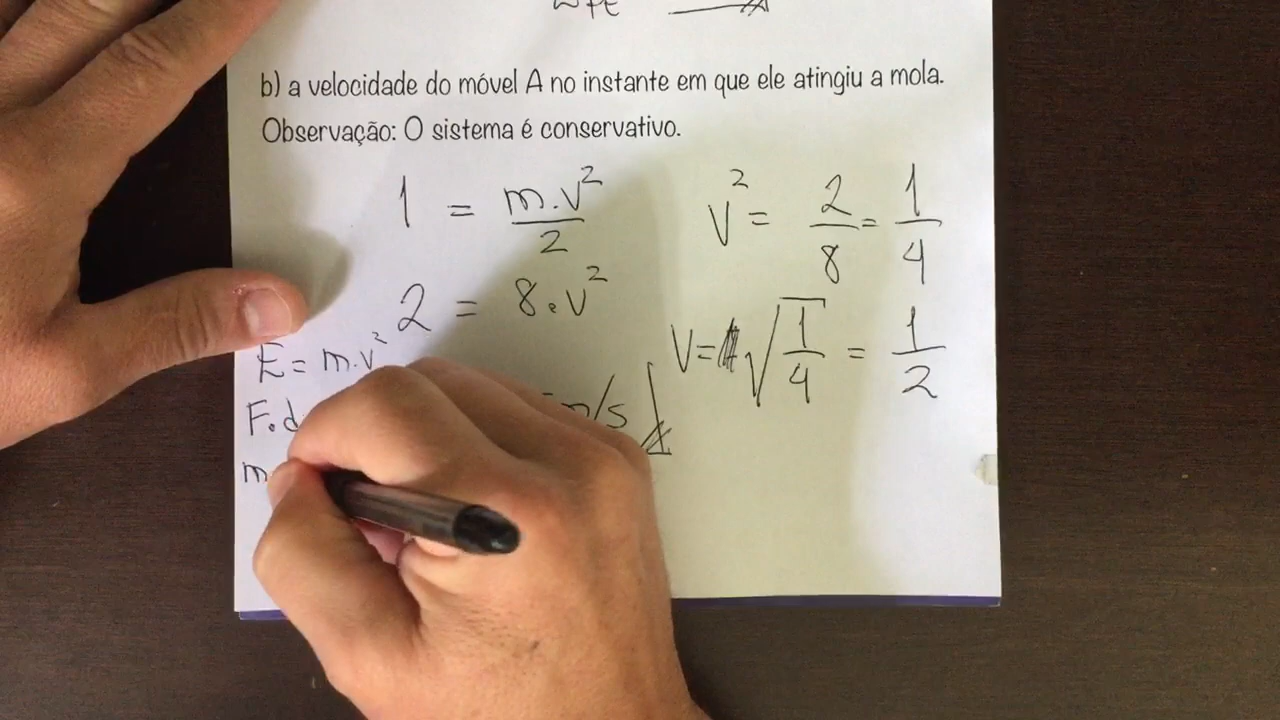 b) a velocidade do móvel A no instante em que ele atingiu a mola.
Observação: O sistema é conservativo.
1 = m.v²/2
2 = 8.v²
E = m.v²
F.d
m
m/s
v² = 2/8 = 1/4
V = √1/4 = 1/2